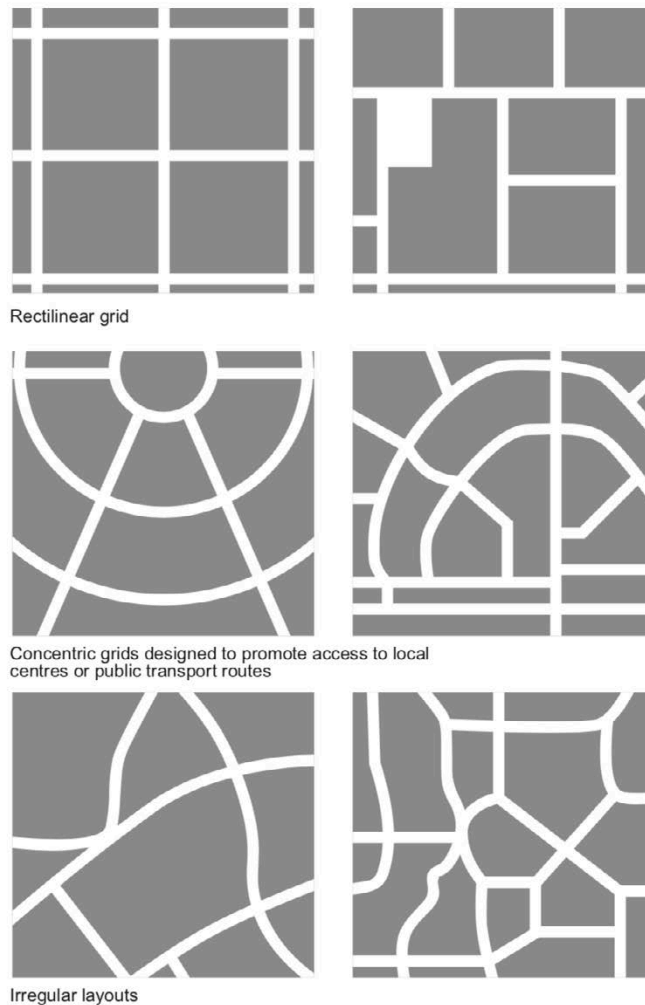 Rectilinear grid
Concentric grids designed to promote access to local
centres or public transport routes
Irregular layouts